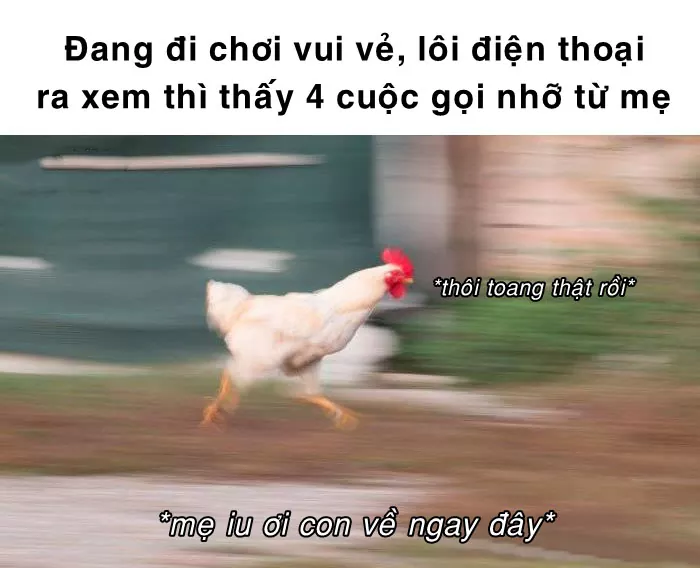 Đang đi chơi vui vẻ, lôi điện thoại
ra xem thì thấy 4 cuộc gọi nhỡ từ mẹ
*thôi toang thật rồi*
*mẹ iu ơi con về ngay đây*